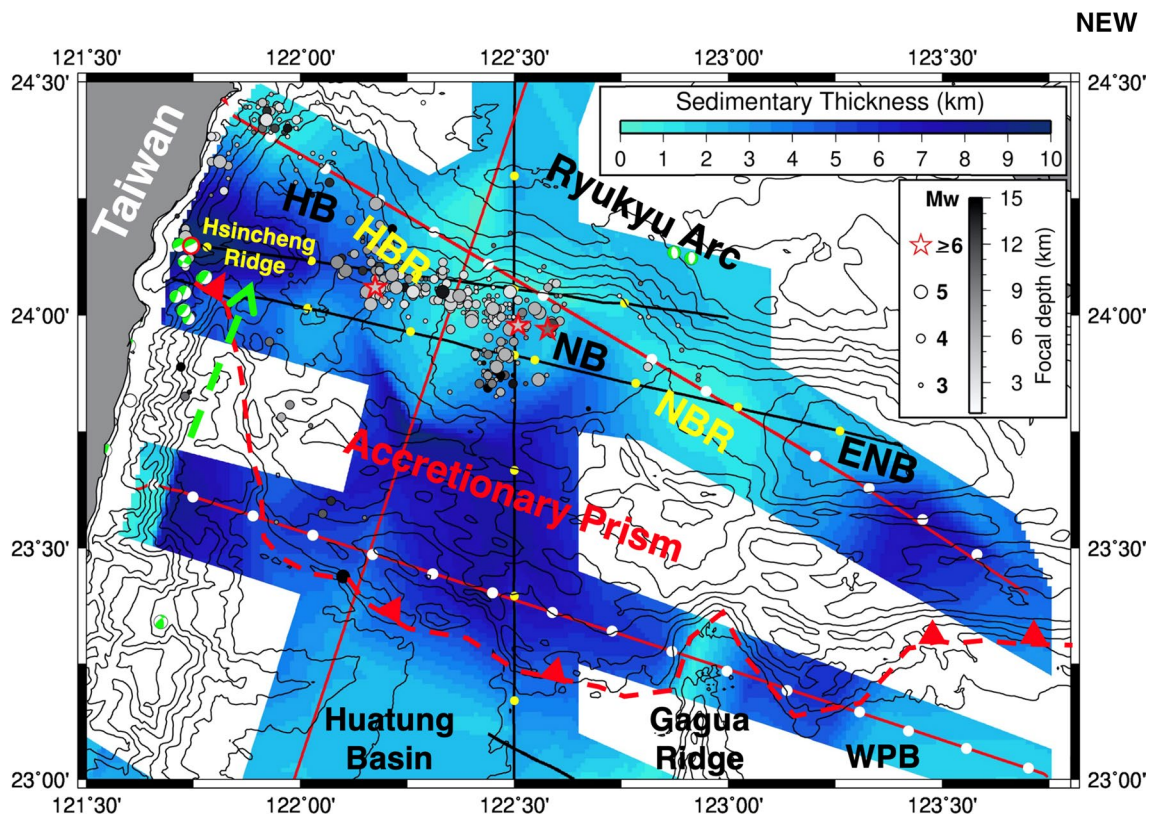 NEW
121˚30' 122˚00' 122˚30' 123˚00' 123˚30'
24˚30' 24˚30'
Sedimentary Thickness (km)
0 1 2 3 4 5 6 7 8 9 10
Taiwan
Ryukyu Arc
Mw
≥6
5
4
3
15
12
9
6
3
Focal depth (km)
HB
HBR
Hsincheng
Ridge
24˚00' 24˚00'
NB
NBR
ENB
Accretionary Prism
23˚30' 23˚30'
Huatung
Basin
Gagua
Ridge
WPB
23˚00' 23˚00'
121˚30' 122˚00' 122˚30' 123˚00' 123˚30'